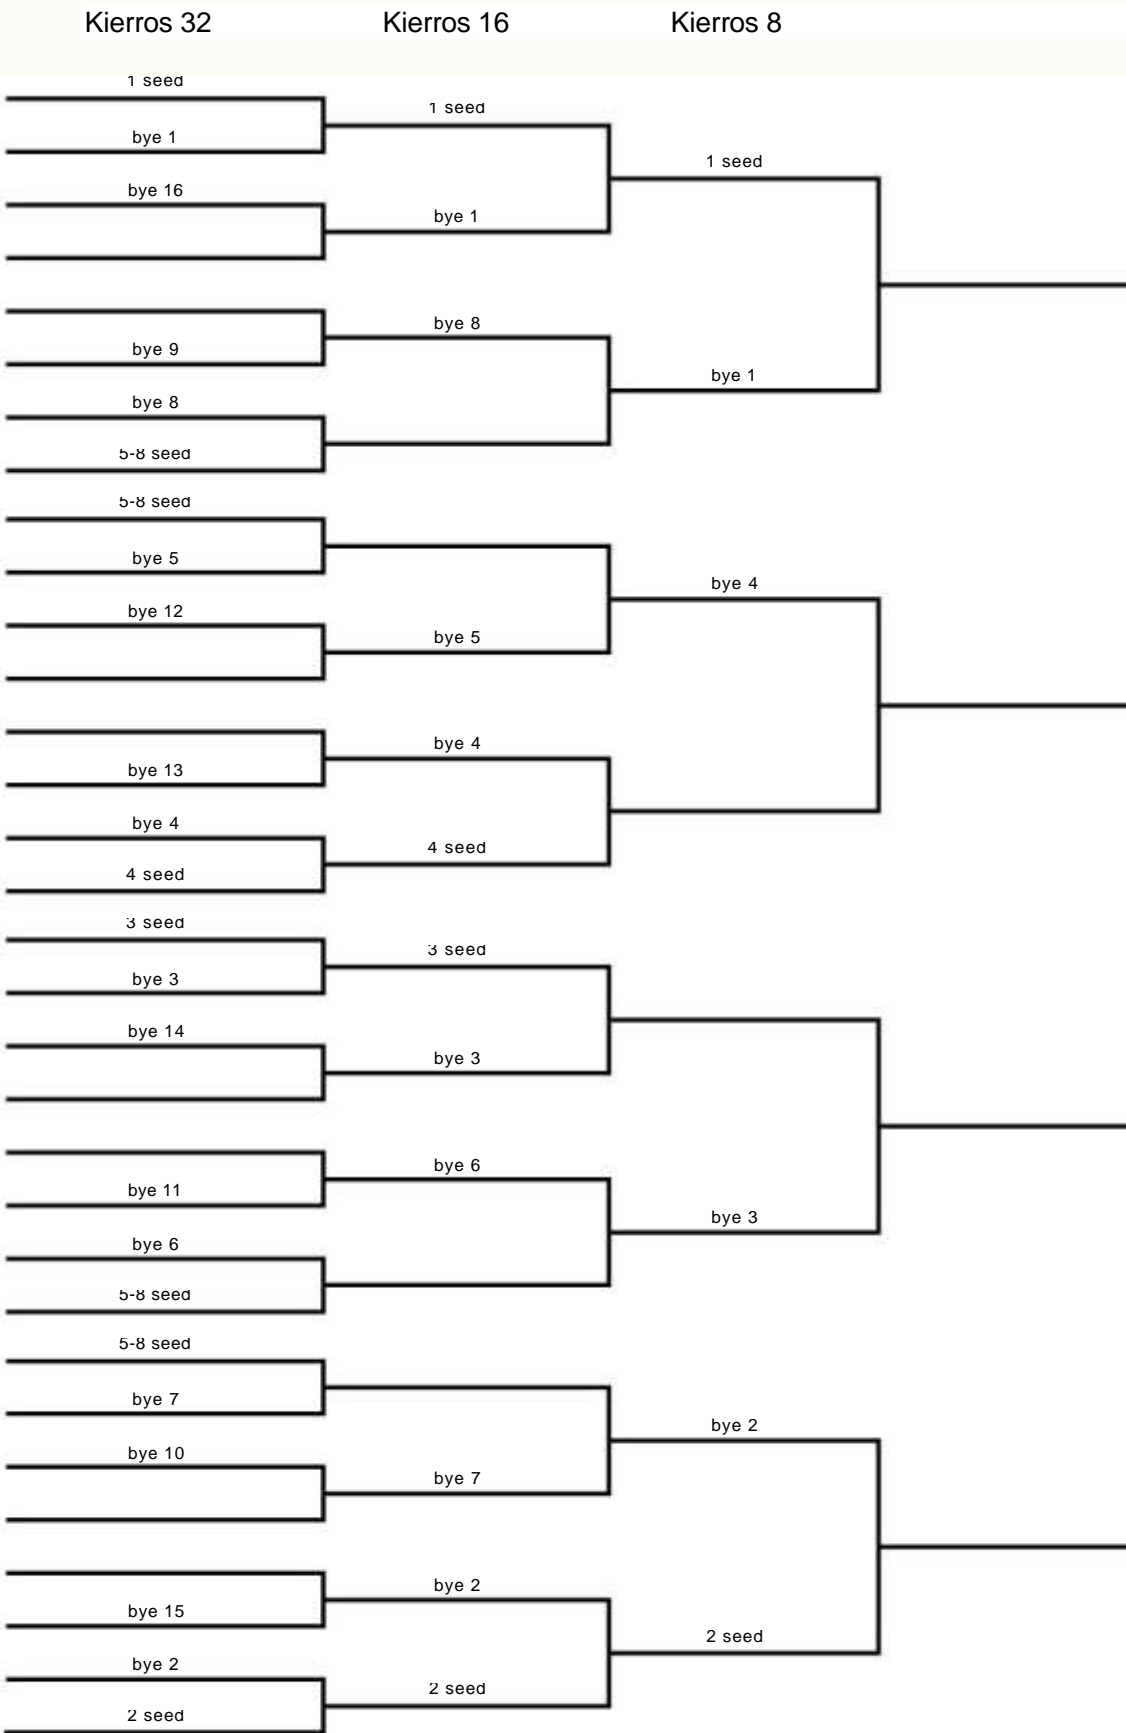 Kierros 32 Kierros 16 Kierros 8
1 seed
bye 1
bye 16
bye 9
bye 8
5-8 seed
5-8 seed
bye 5
bye 12
bye 13
bye 4
4 seed
3 seed
bye 3
bye 14
bye 11
bye 6
5-8 seed
5-8 seed
bye 7
bye 10
bye 15
bye 2
2 seed
1 seed
bye 1
bye 8
bye 5
bye 4
4 seed
3 seed
bye 3
bye 6
bye 7
bye 2
2 seed
1 seed
bye 1
bye 4
bye 3
bye 2
2 seed